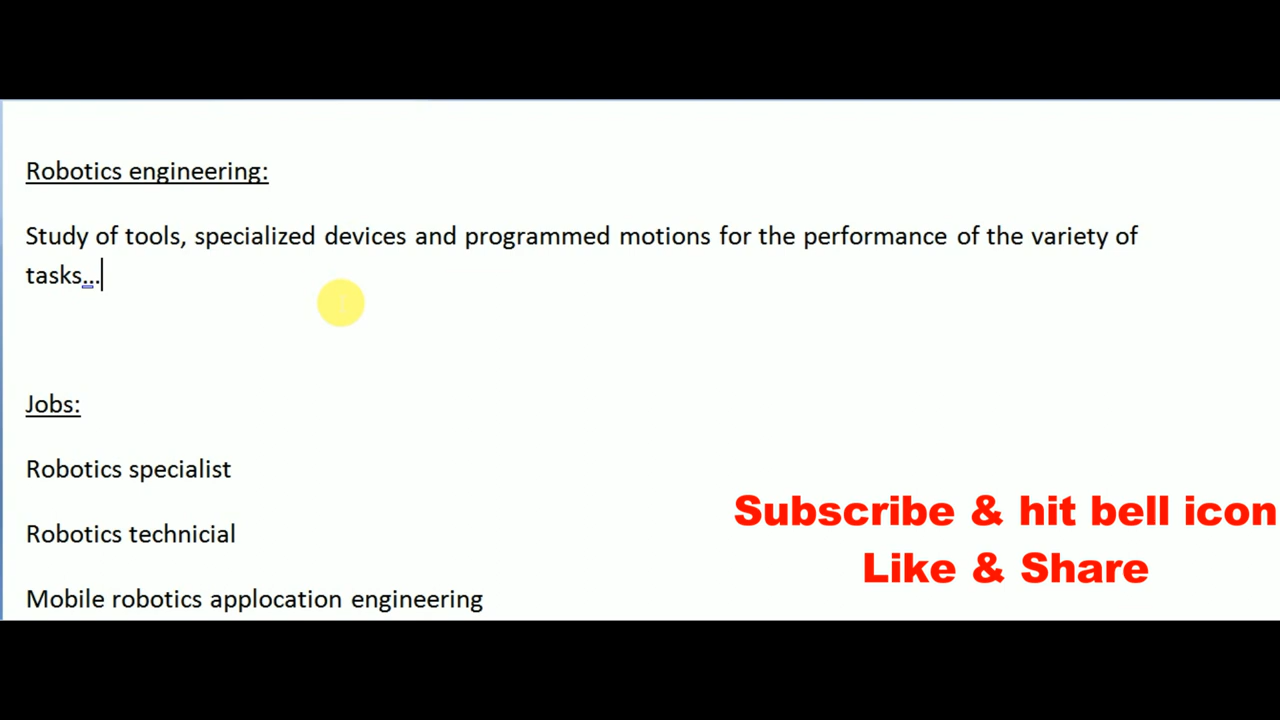 Robotics engineering:
Study of tools, specialized devices and programmed motions for the performance of the variety of
tasks...
Jobs:
Robotics specialist
Robotics technicial
Mobile robotics applocation engineering
Subscribe & hit bell icon
Like & Share